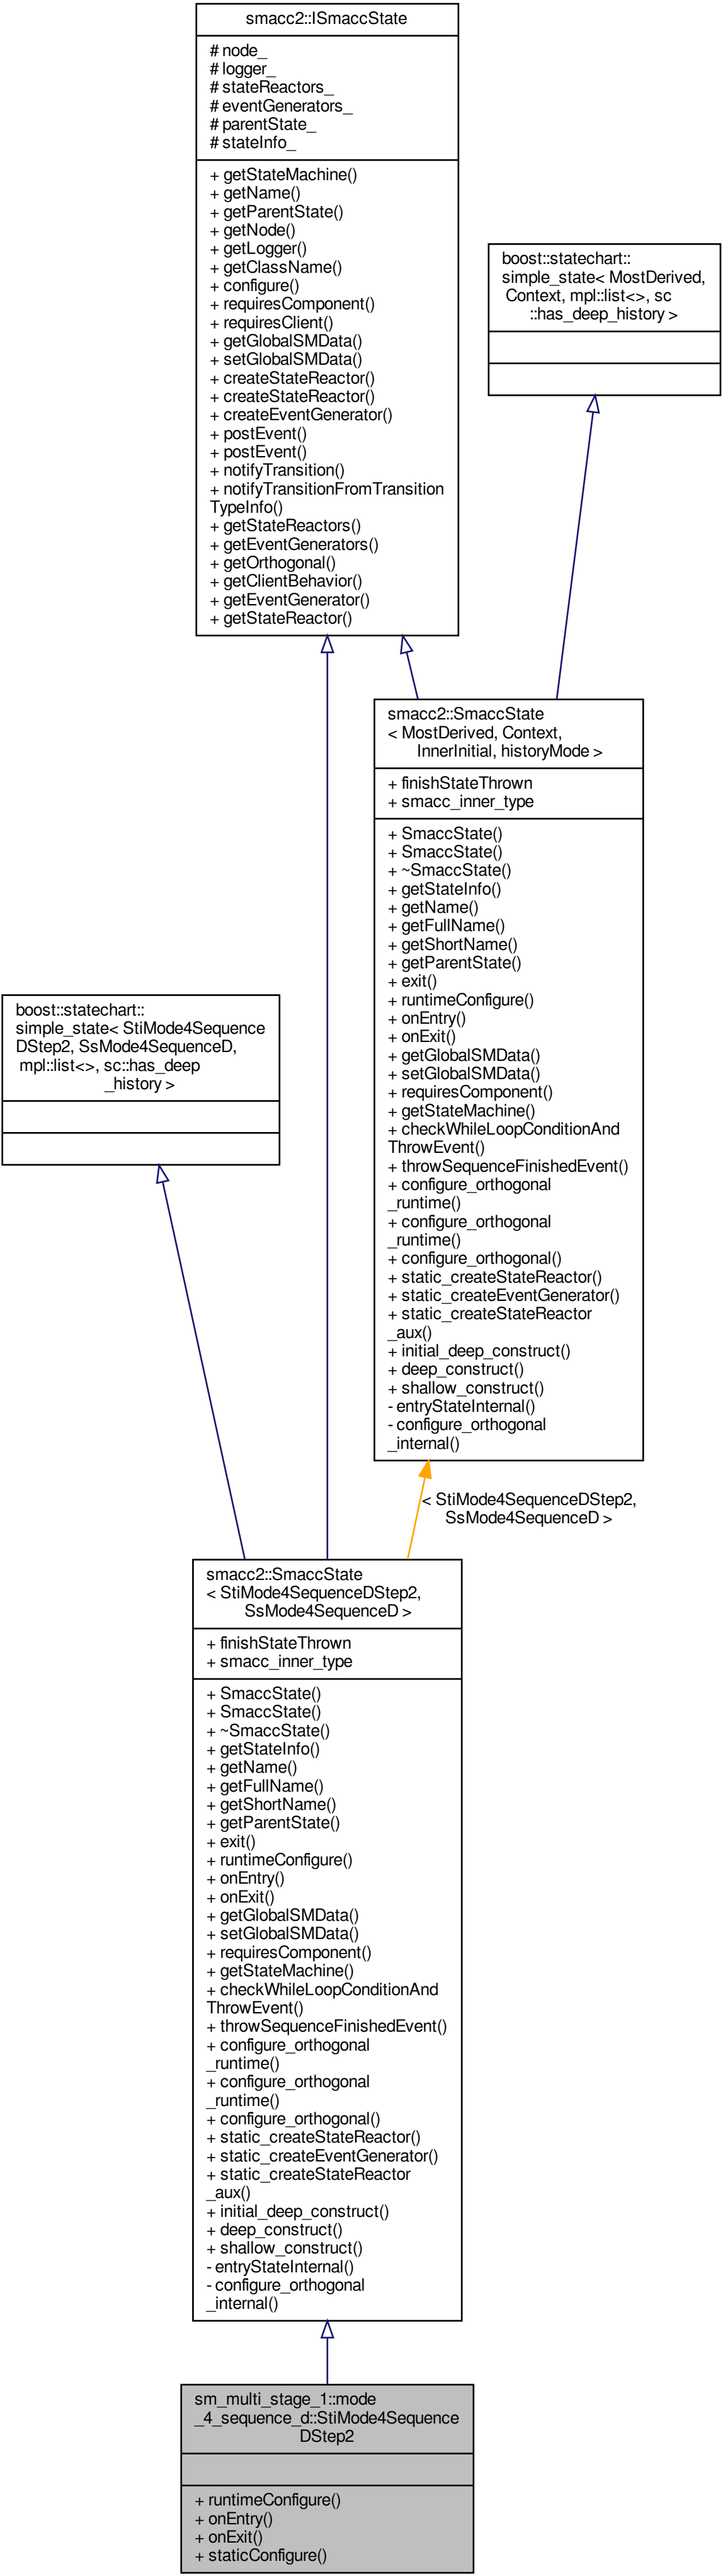 smacc2::ISmaccState
# node_
# logger_
# stateReactors_
# eventGenerators_
# parentState_
# stateInfo_
+ getStateMachine()
+ getName()
+ getParentState()
+ getNode()
+ getLogger()
+ getClassName()
+ configure()
+ requiresComponent()
+ requiresClient()
+ getGlobalSMData()
+ setGlobalSMData()
+ createStateReactor()
+ createStateReactor()
+ createEventGenerator()
+ postEvent()
+ postEvent()
+ notifyTransition()
+ notifyTransitionFromTransition
TypeInfo()
+ getStateReactors()
+ getEventGenerators()
+ getOrthogonal()
+ getClientBehavior()
+ getEventGenerator()
+ getStateReactor()
boost::statechart::
simple_state< MostDerived,
Context, mpl::list<>, sc
::has_deep_history >
smacc2::SmaccState
< MostDerived, Context,
InnerInitial, historyMode >
+ finishStateThrown
+ smacc_inner_type
+ SmaccState()
+ SmaccState()
+ ~SmaccState()
+ getStateInfo()
+ getName()
+ getFullName()
+ getShortName()
+ getParentState()
+ exit()
+ runtimeConfigure()
+ onEntry()
+ onExit()
+ getGlobalSMData()
+ setGlobalSMData()
+ requiresComponent()
+ getStateMachine()
+ checkWhileLoopConditionAnd
ThrowEvent()
+ throwSequenceFinishedEvent()
+ configure_orthogonal
_runtime()
+ configure_orthogonal
_runtime()
+ configure_orthogonal()
+ static_createStateReactor()
+ static_createEventGenerator()
+ static_createStateReactor
_aux()
+ initial_deep_construct()
+ deep_construct()
+ shallow_construct()
- entryStateInternal()
- configure_orthogonal
_internal()
boost::statechart::
simple_state< StiMode4Sequence
DStep2, SsMode4SequenceD,
mpl::list<>, sc::has_deep
_history >
< StiMode4SequenceDStep2,
SsMode4SequenceD >
smacc2::SmaccState
< StiMode4SequenceDStep2,
SsMode4SequenceD >
+ finishStateThrown
+ smacc_inner_type
+ SmaccState()
+ SmaccState()
+ ~SmaccState()
+ getStateInfo()
+ getName()
+ getFullName()
+ getShortName()
+ getParentState()
+ exit()
+ runtimeConfigure()
+ onEntry()
+ onExit()
+ getGlobalSMData()
+ setGlobalSMData()
+ requiresComponent()
+ getStateMachine()
+ checkWhileLoopConditionAnd
ThrowEvent()
+ throwSequenceFinishedEvent()
+ configure_orthogonal
_runtime()
+ configure_orthogonal
_runtime()
+ configure_orthogonal()
+ static_createStateReactor()
+ static_createEventGenerator()
+ static_createStateReactor
_aux()
+ initial_deep_construct()
+ deep_construct()
+ shallow_construct()
- entryStateInternal()
- configure_orthogonal
_internal()
sm_multi_stage_1::mode
_4_sequence_d::StiMode4Sequence
DStep2
+ runtimeConfigure()
+ onEntry()
+ onExit()
+ staticConfigure()